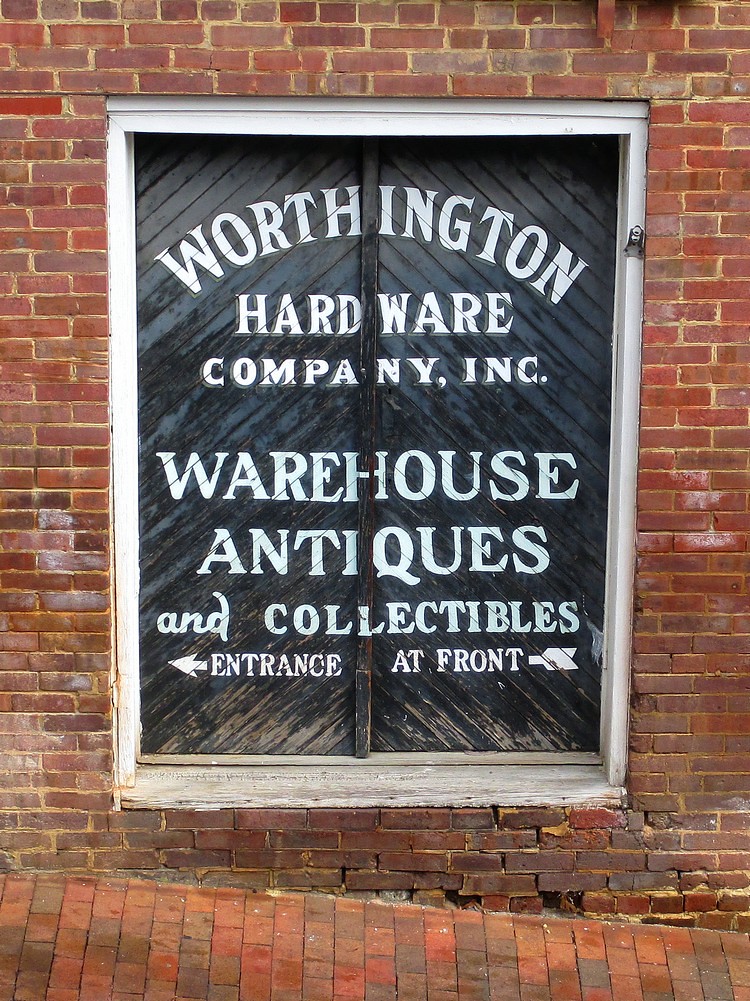 WORTHINGTON
HARDWARE
COMPANY, INC.
WAREHOUSE
ANTIQUES
and COLLECTIBLES
ENTRANCE AT FRONT